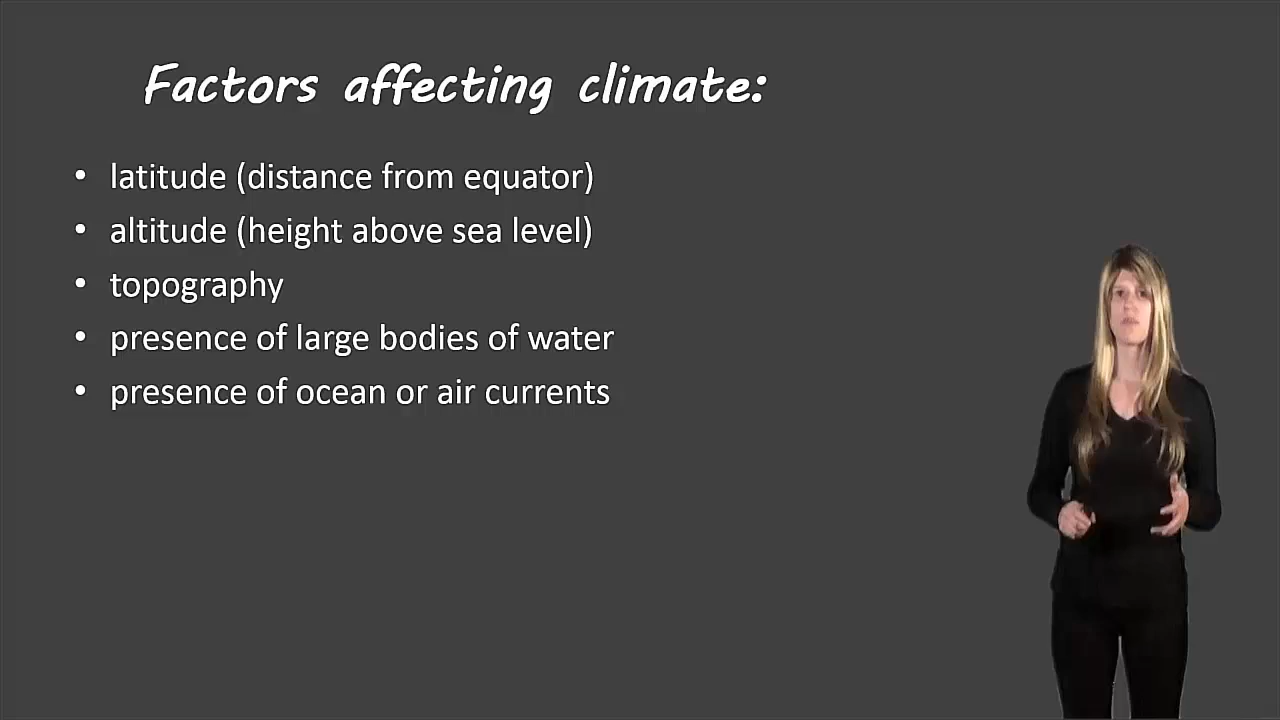 Factors affecting climate:
• latitude (distance from equator)
• altitude (height above sea level)
• topography
• presence of large bodies of water
• presence of ocean or air currents